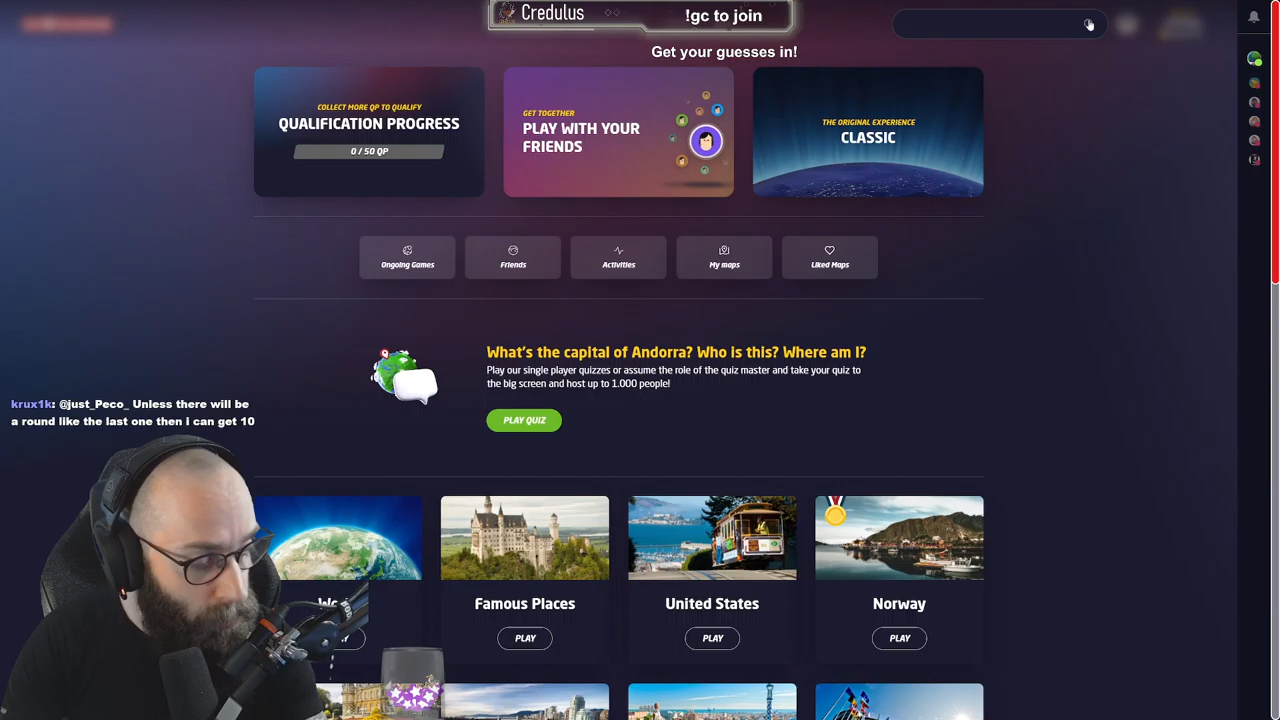 Credulus
!gc to join
Get your guesses in!
COLLECT MORE QP TO QUALIFY
QUALIFICATION PROGRESS
0 / 50 QP
GET TOGETHER
PLAY WITH YOUR
FRIENDS
THE ORIGINAL EXPERIENCE
CLASSIC
Ongoing Games
Friends
Activities
My maps
Liked Maps
What's the capital of Andorra? Who is this? Where am I?
Play our single player quizzes or assume the role of the quiz master and take your quiz to
the big screen and host up to 1.000 people!
PLAY QUIZ
krux1k: @just_Peco_ Unless there will be
a round like the last one then I can get 10
Famous Places
United States
Norway
PLAY
PLAY
PLAY